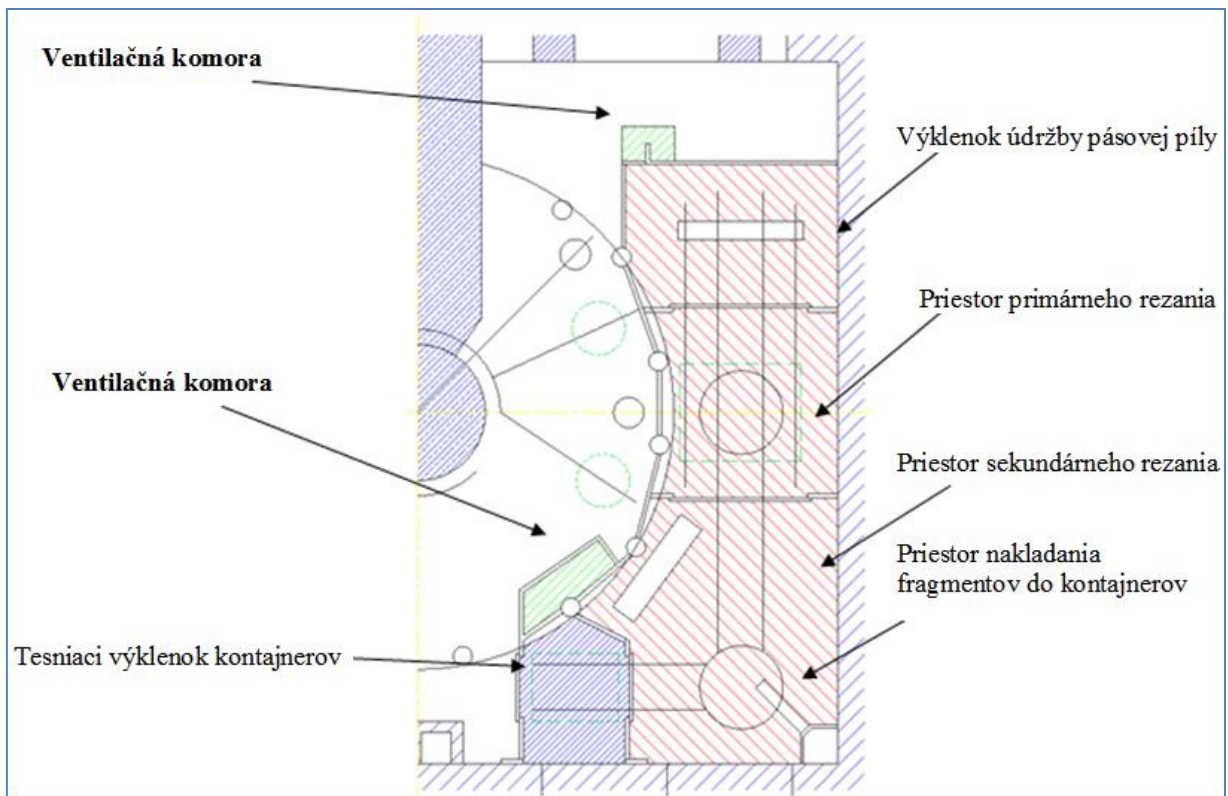 Ventilačná komora
Výklenok údržby pásovej píly
Priestor primárneho rezania
Ventilačná komora
Priestor sekundárneho rezania
Priestor nakladania
fragmentov do kontajnerov
Tesniaci výklenok kontajnerov